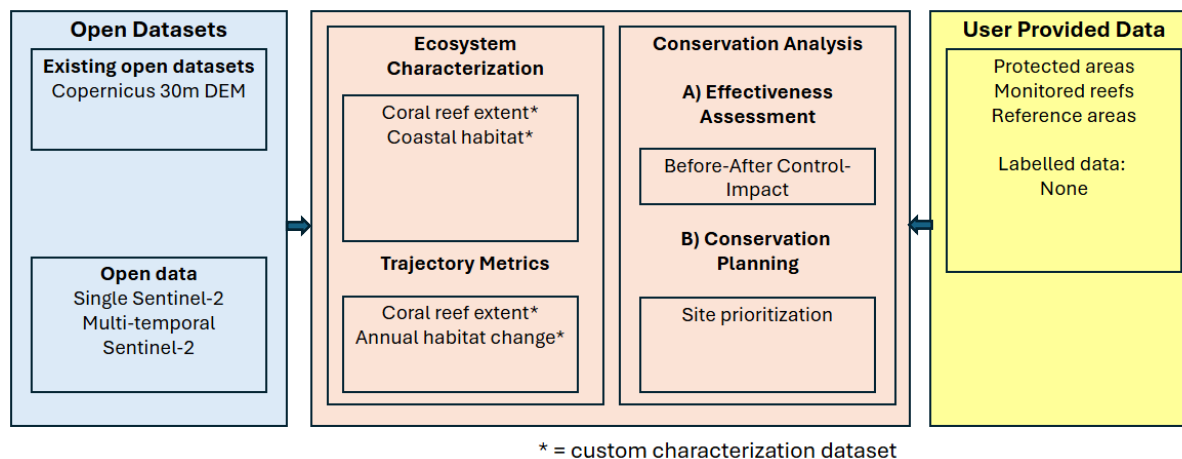 Open Datasets
Existing open datasets
Copernicus 30m DEM
Open data
Single Sentinel-2
Multi-temporal
Sentinel-2
Ecosystem
Characterization
Coral reef extent*
Coastal habitat*
Trajectory Metrics
Coral reef extent*
Annual habitat change*
Conservation Analysis
A) Effectiveness
Assessment
Before-After Control-
Impact
B) Conservation
Planning
Site prioritization
User Provided Data
Protected areas
Monitored reefs
Reference areas
Labelled data:
None
* = custom characterization dataset